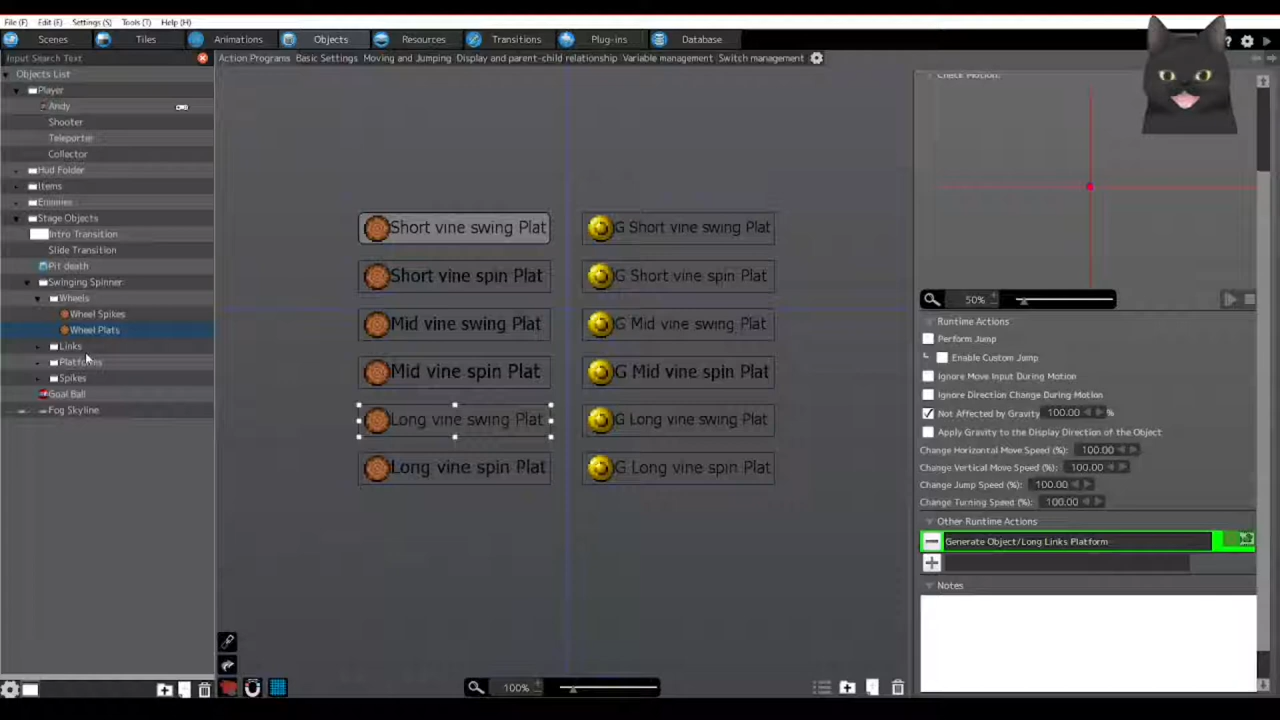 File (F) Edit (E) Settings (S) Tools (T) Help (H)
Scenes Tiles Animations Objects Resources Transitions Plug-ins Database ?
Input Search Text
Action Programs Basic Settings Moving and Jumping Display and parent-child relationship Variable management Switch management
Objects List
Player
Andy
Shooter
Teleporter
Collector
Hud Folder
Items
Enemies
Stage Objects
Intro Transition
Slide Transition
Pit death
Swinging Spinner
Wheels
Wheel Spikes
Wheel Plats
Links
Platforms
Spikes
Goal Ball
Fog Skyline
Short vine swing Plat
G Short vine swing Plat
Short vine spin Plat
G Short vine spin Plat
Mid vine swing Plat
G Mid vine swing Plat
Mid vine spin Plat
G Mid vine spin Plat
Long vine swing Plat
G Long vine swing Plat
Long vine spin Plat
G Long vine spin Plat
100%
Check Motion:
50%
Runtime Actions
Perform Jump
Enable Custom Jump
Ignore Move Input During Motion
Ignore Direction Change During Motion
Not Affected by Gravity 100.00 %
Apply Gravity to the Display Direction of the Object
Change Horizontal Move Speed (%): 100.00
Change Vertical Move Speed (%): 100.00
Change Jump Speed (%): 100.00
Change Turning Speed (%): 100.00
Other Runtime Actions
Generate Object/Long Links Platform
Notes